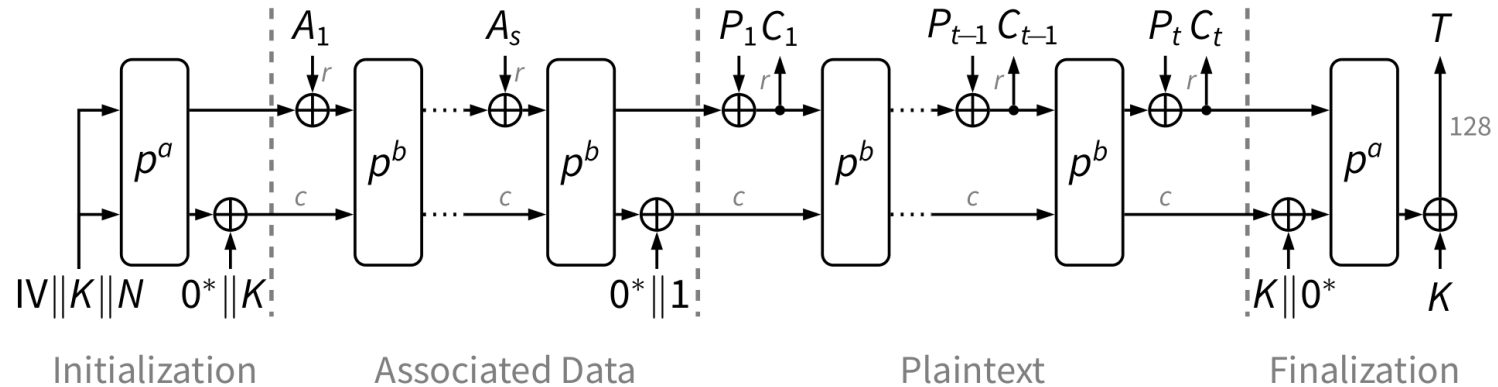 A₁ Aₛ P₁ C₁ Pₜ₋₁ Cₜ₋₁ Pₜ Cₜ T
r r r r r
pᵃ pᵇ pᵇ pᵇ pᵇ pᵃ 128
c c c c c
IV‖K‖N 0*‖K 0*‖1 K‖0* K
Initialization Associated Data Plaintext Finalization